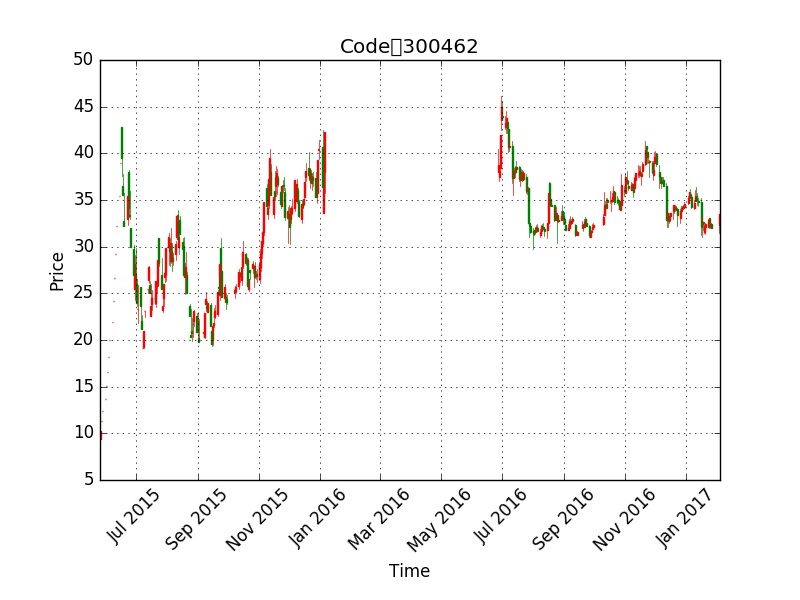 Code▯300462
50
45
40
35
30
25
20
15
10
5
Price
Jul 2015
Sep 2015
Nov 2015
Jan 2016
Mar 2016
May 2016
Jul 2016
Sep 2016
Nov 2016
Jan 2017
Time